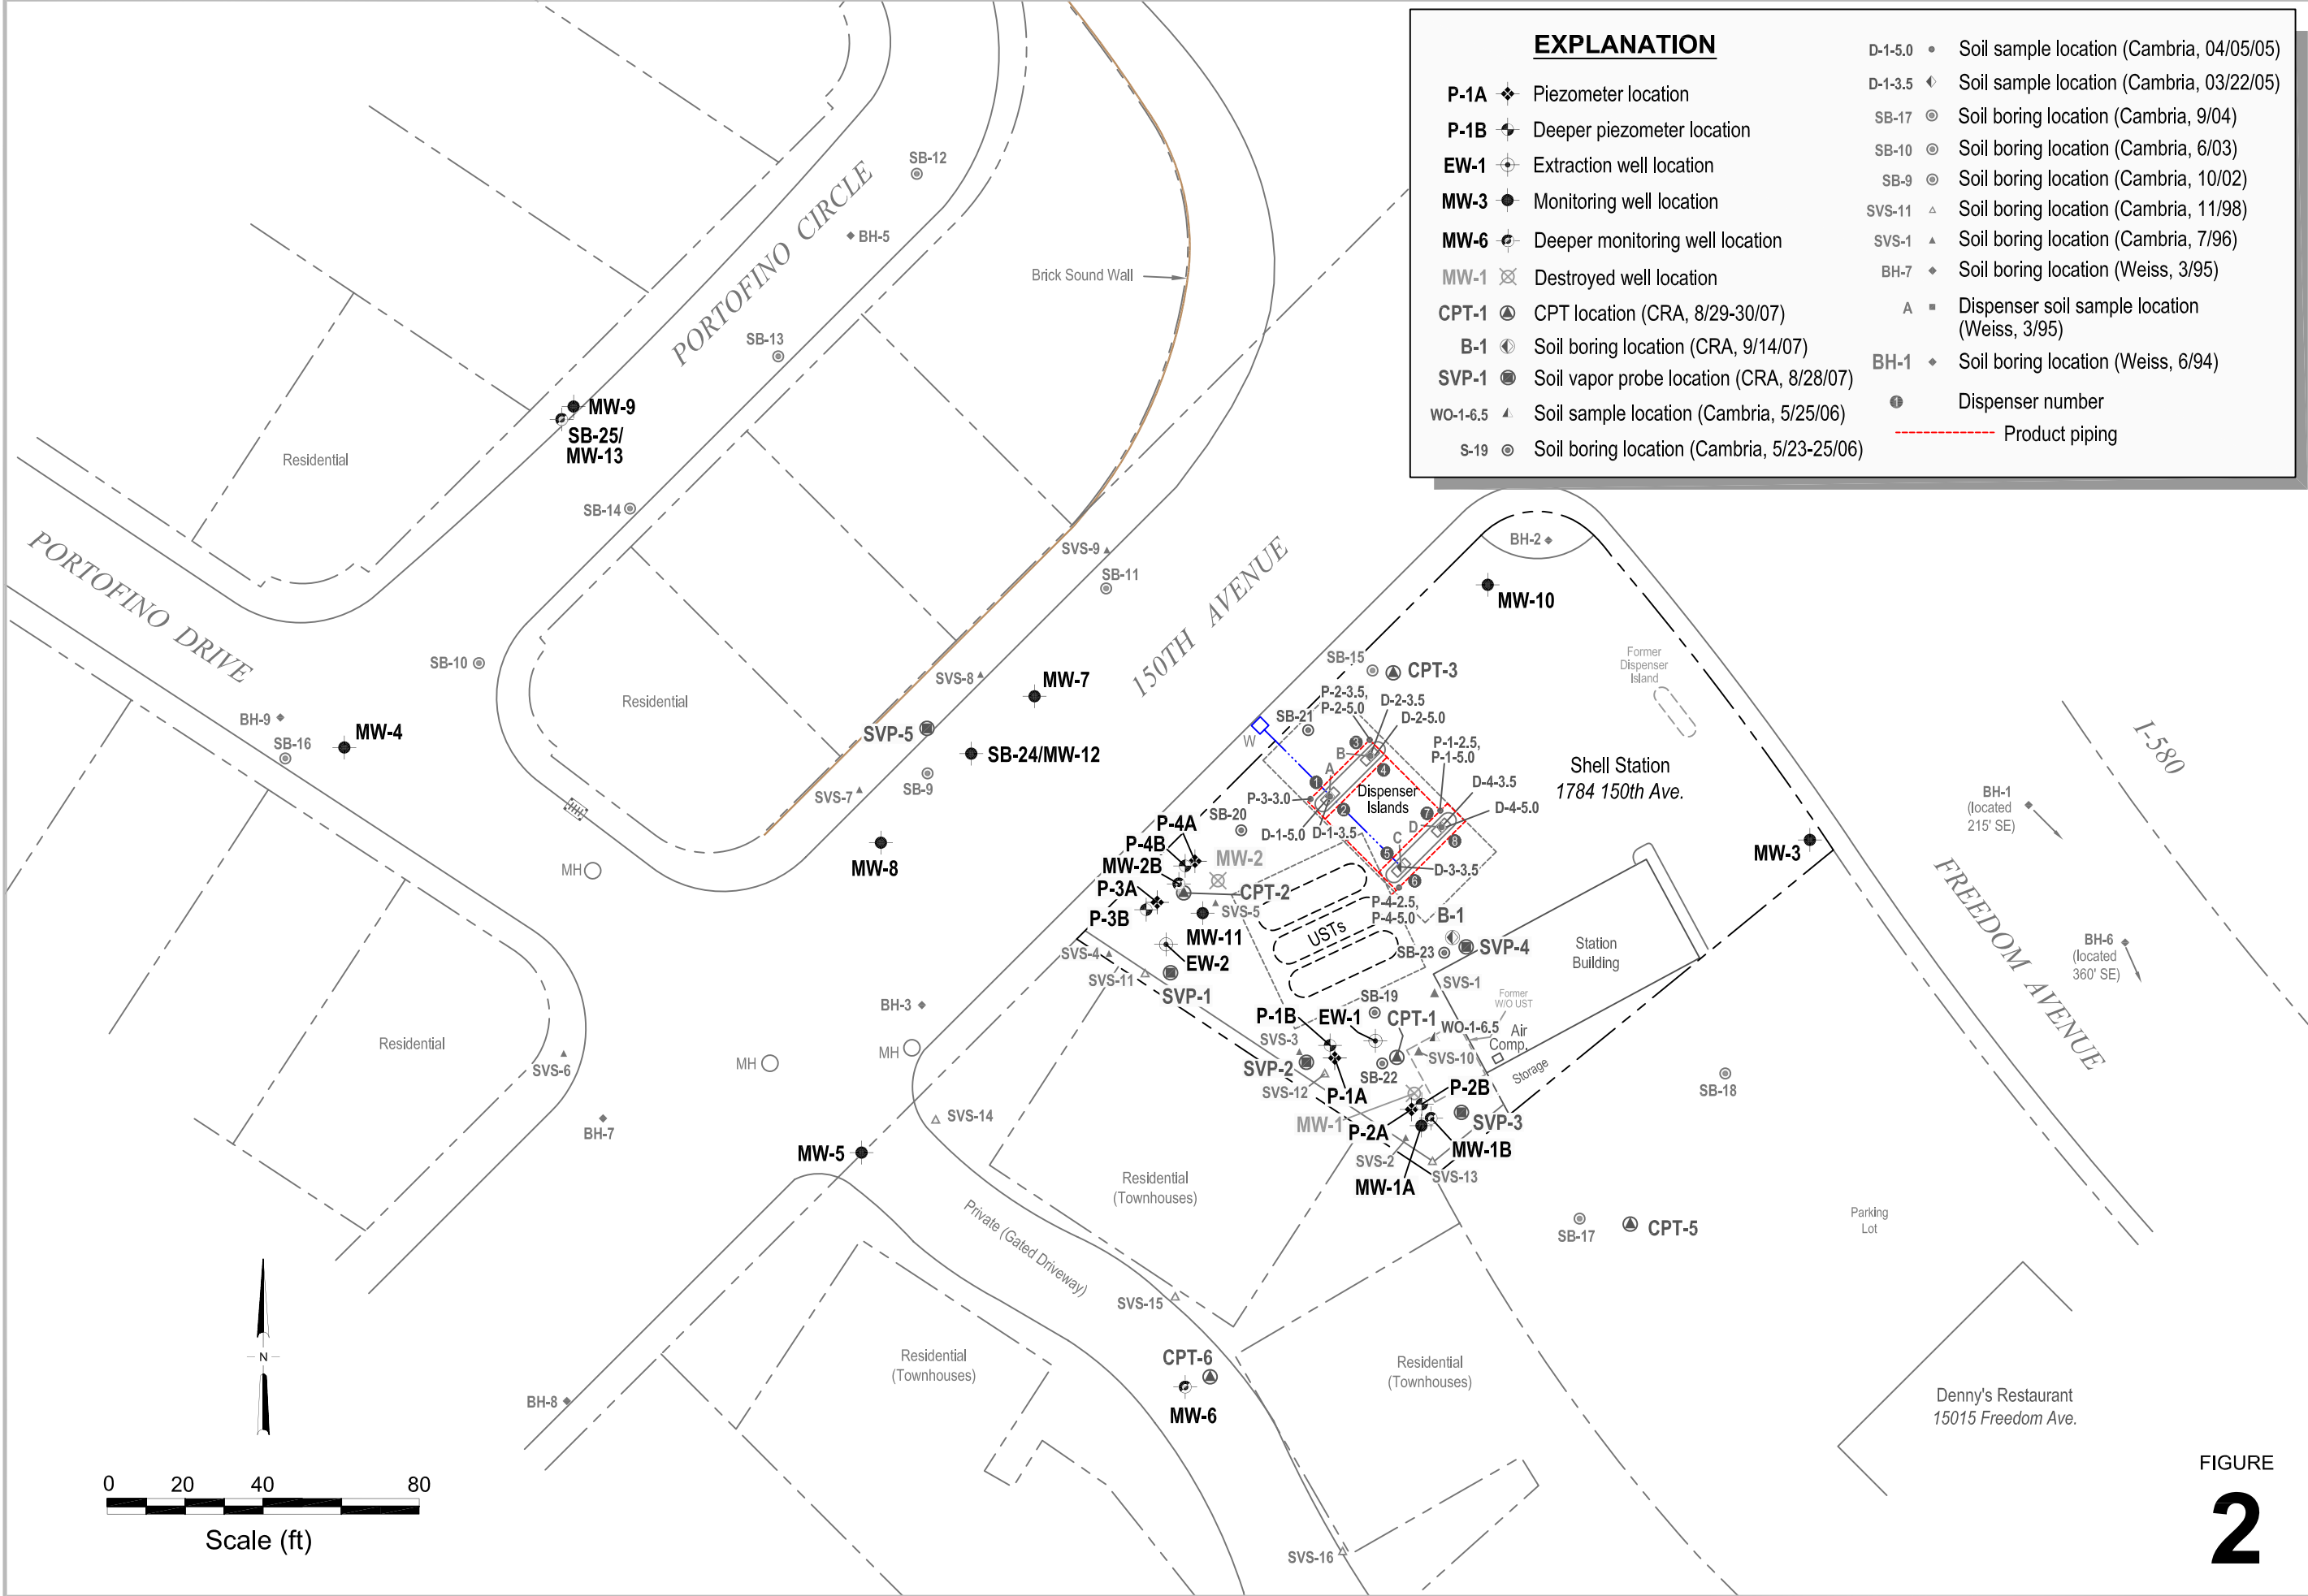 EXPLANATION
P-1A Piezometer location
P-1B Deeper piezometer location
EW-1 Extraction well location
MW-3 Monitoring well location
MW-6 Deeper monitoring well location
MW-1 Destroyed well location
CPT-1 CPT location (CRA, 8/29-30/07)
B-1 Soil boring location (CRA, 9/14/07)
SVP-1 Soil vapor probe location (CRA, 8/28/07)
WO-1-6.5 Soil sample location (Cambria, 5/25/06)
S-19 Soil boring location (Cambria, 5/23-25/06)
D-1-5.0 Soil sample location (Cambria, 04/05/05)
D-1-3.5 Soil sample location (Cambria, 03/22/05)
SB-17 Soil boring location (Cambria, 9/04)
SB-10 Soil boring location (Cambria, 6/03)
SB-9 Soil boring location (Cambria, 10/02)
SVS-11 Soil boring location (Cambria, 11/98)
SVS-1 Soil boring location (Cambria, 7/96)
BH-7 Soil boring location (Weiss, 3/95)
A Dispenser soil sample location
(Weiss, 3/95)
BH-1 Soil boring location (Weiss, 6/94)
1 Dispenser number
Product piping
SB-12
BH-5
PORTOFINO CIRCLE
Brick Sound Wall
SB-13
MW-9
SB-25/
MW-13
Residential
SB-14
PORTOFINO DRIVE
SVS-9
SB-11
150TH AVENUE
BH-2
MW-10
SB-10
Residential
SVS-8
MW-7
BH-9
SB-16
MW-4
SVP-5
SB-24/MW-12
SB-9
SVS-7
MW-8
MH
SB-15
CPT-3
P-2-3.5,
P-2-5.0
D-2-3.5
D-2-5.0
SB-21
W
3
B
A
1
4
P-1-2.5,
P-1-5.0
D-4-3.5
D-4-5.0
Dispenser
Islands
2
7
P-3-3.0
D
8
SB-20
D-1-5.0
D-1-3.5
C
5
6
D-3-3.5
P-4-2.5,
P-4-5.0
Former
Dispenser
Island
Shell Station
1784 150th Ave.
MW-3
I-580
BH-1
(located
215' SE)
FREEDOM AVENUE
BH-6
(located
360' SE)
P-4A
P-4B
MW-2B
MW-2
P-3A
CPT-2
P-3B
SVS-5
MW-11
EW-2
USTs
B-1
SB-23
SVP-4
Station
Building
SVS-4
SVS-11
SVP-1
SVS-1
Former
W/O UST
BH-3
SB-19
P-1B
EW-1
CPT-1
WO-1-6.5
Air
Comp.
SVS-3
SVS-10
SVP-2
SB-22
Storage
SVS-12
P-1A
P-2B
MW-1
SVP-3
P-2A
MW-1B
SVS-2
SVS-13
MW-1A
SB-18
Residential
SVS-6
MH
MH
BH-7
SVS-14
MW-5
Residential
(Townhouses)
Private (Gated Driveway)
SB-17
CPT-5
Parking
Lot
SVS-15
Residential
(Townhouses)
CPT-6
MW-6
Residential
(Townhouses)
BH-8
Denny's Restaurant
15015 Freedom Ave.
SVS-16
N
0 20 40 80
Scale (ft)
FIGURE
2